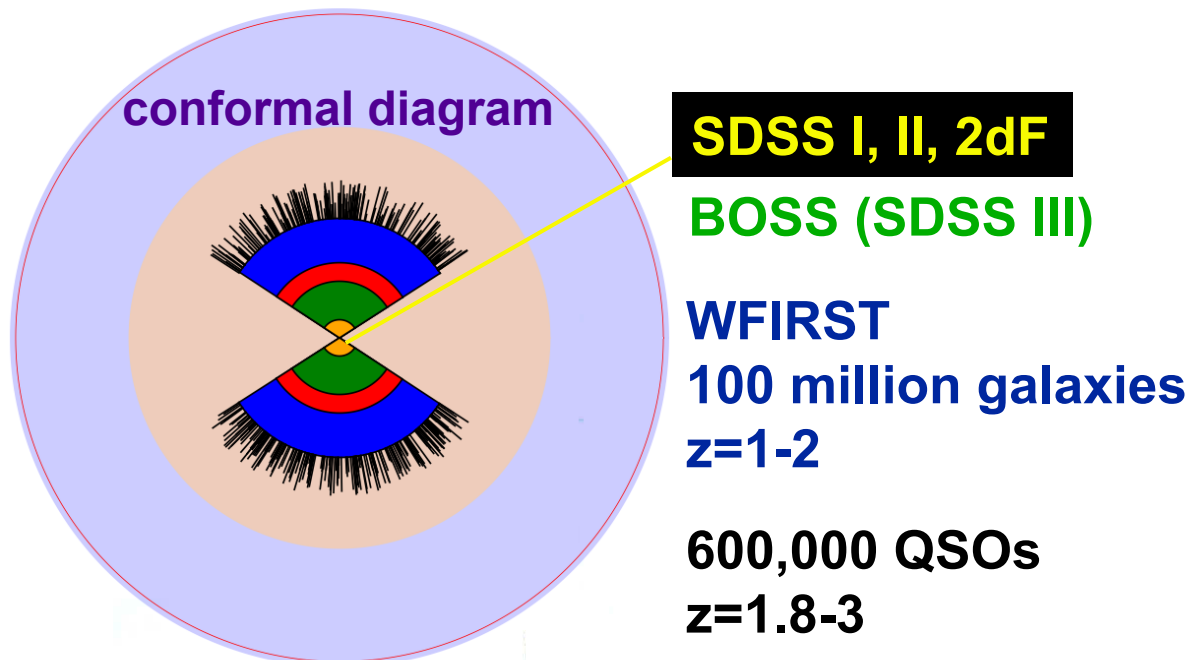 conformal diagram
SDSS I, II, 2dF
BOSS (SDSS III)
WFIRST
100 million galaxies
z=1-2
600,000 QSOs
z=1.8-3